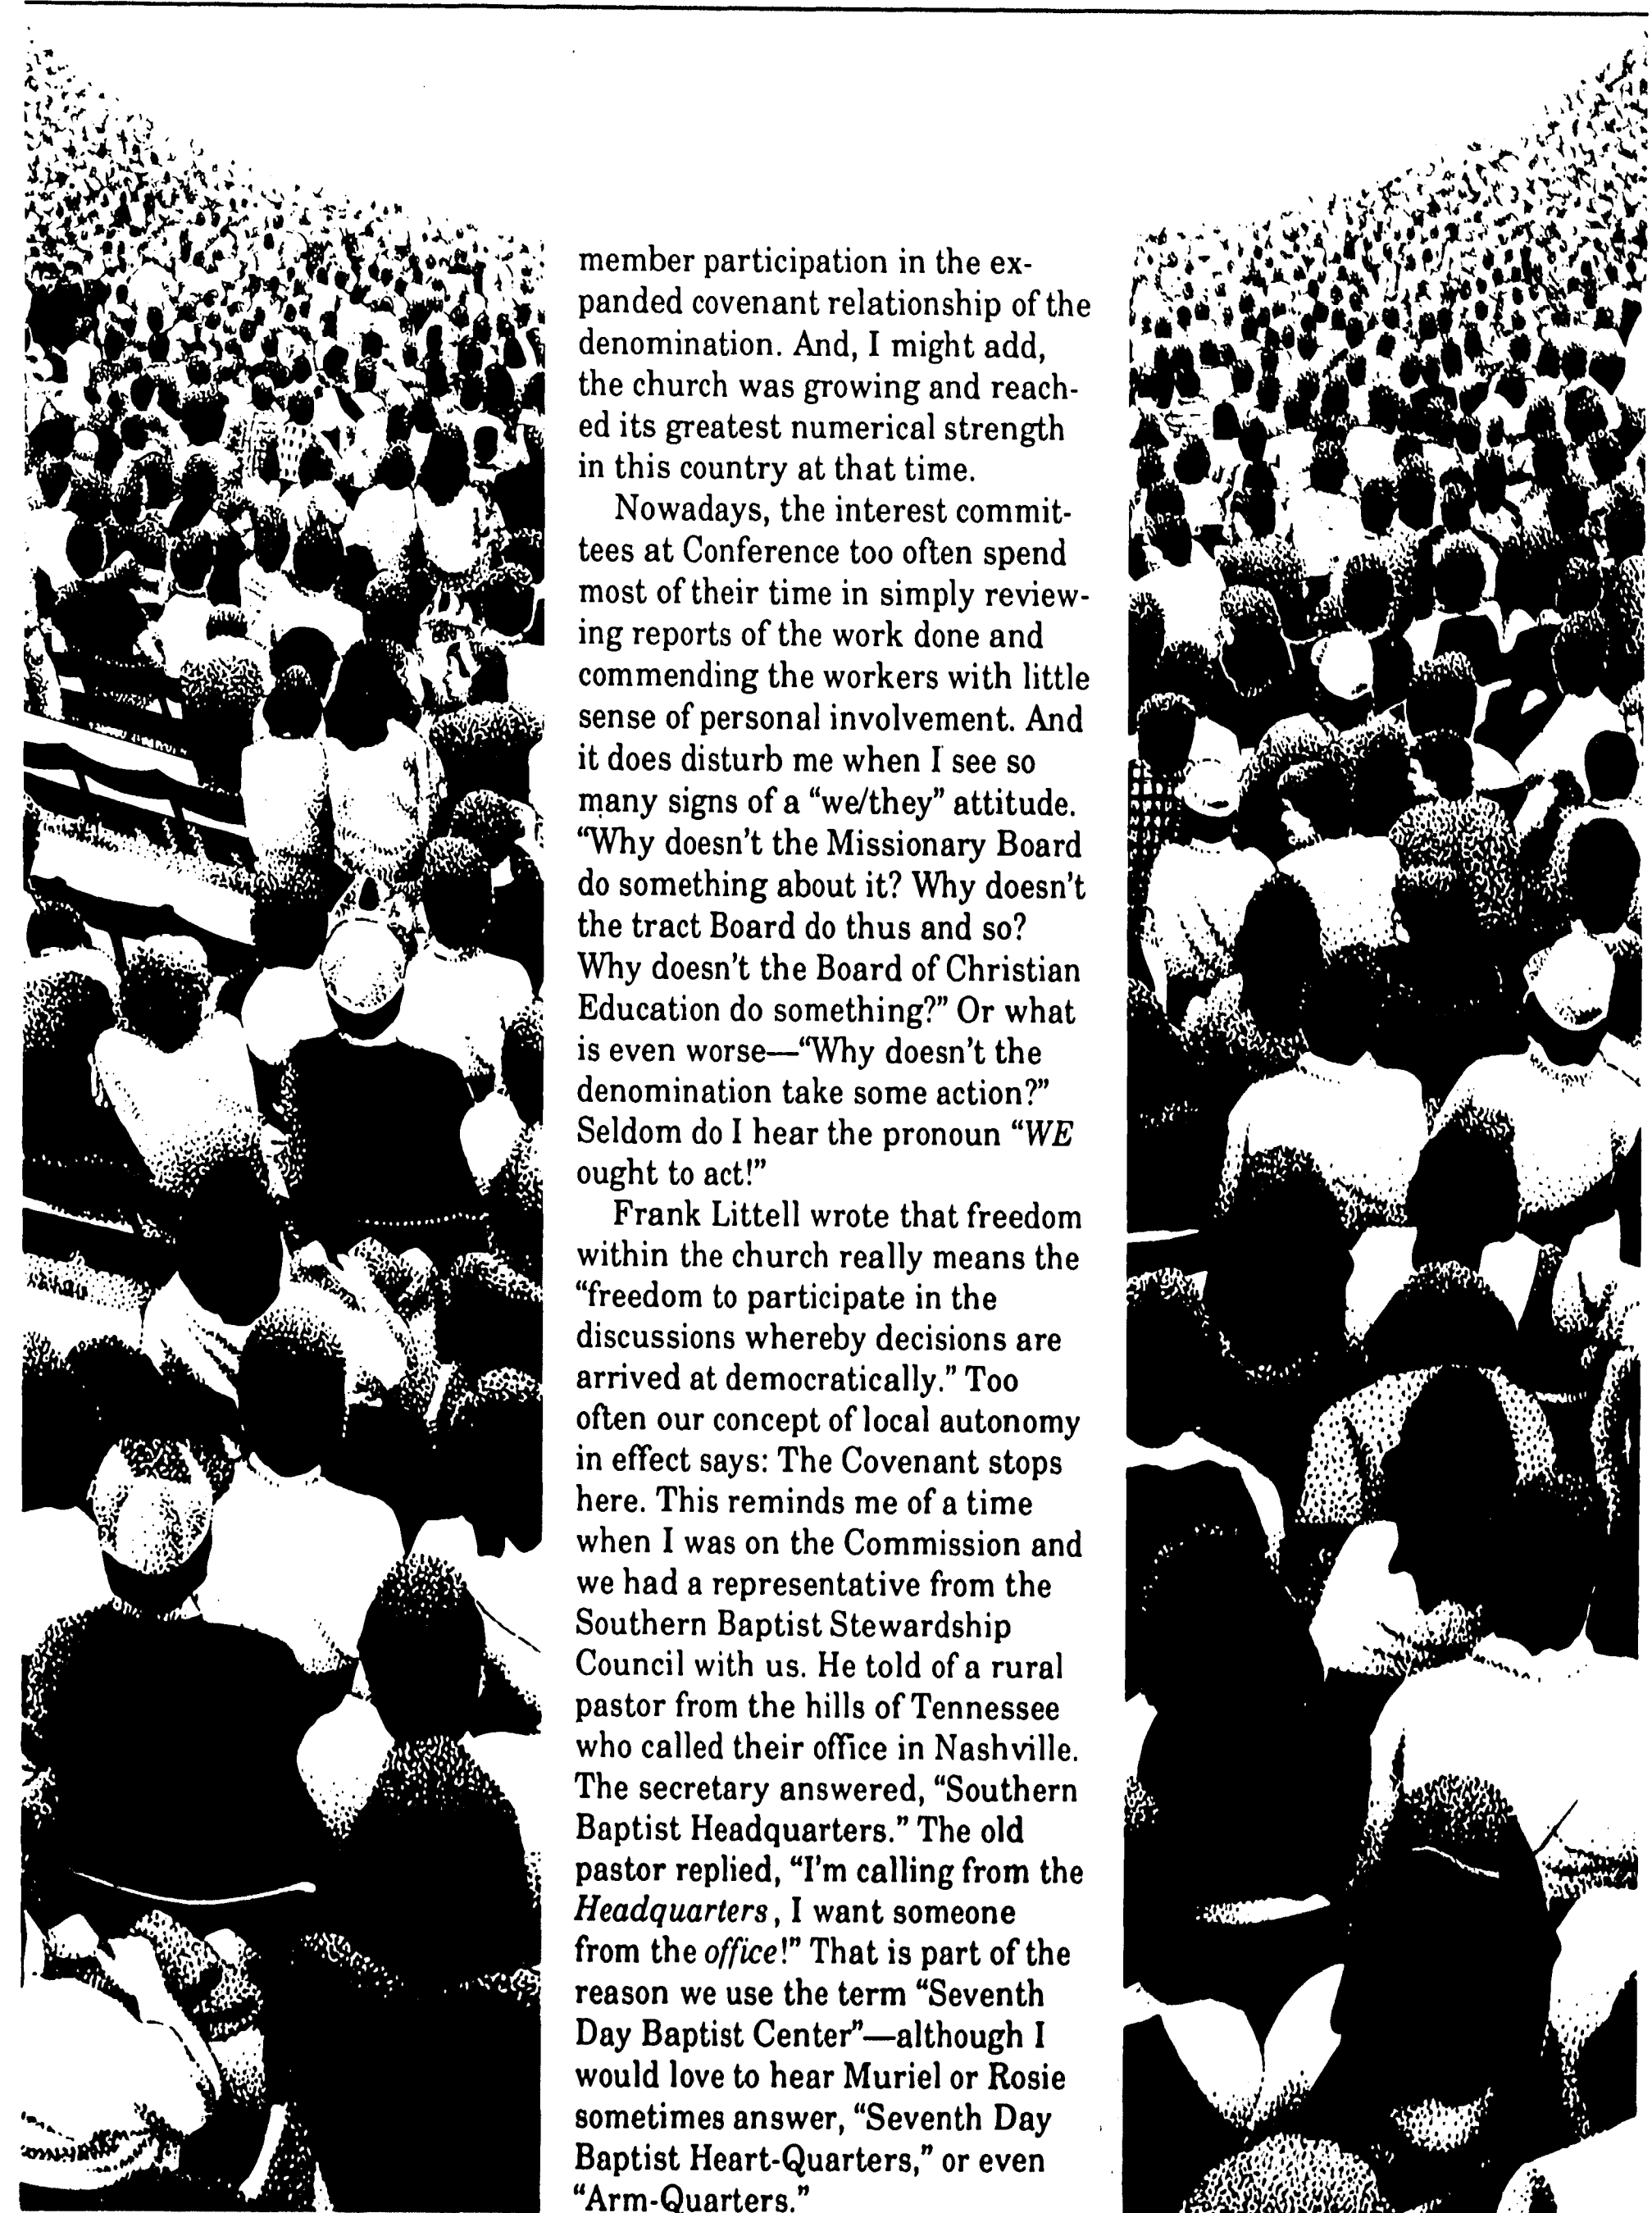 member participation in the ex-
panded covenant relationship of the
denomination. And, I might add,
the church was growing and reach-
ed its greatest numerical strength
in this country at that time.
Nowadays, the interest commit-
tees at Conference too often spend
most of their time in simply review-
ing reports of the work done and
commending the workers with little
sense of personal involvement. And
it does disturb me when I see so
many signs of a “we/they” attitude.
“Why doesn't the Missionary Board
do something about it? Why doesn't
the tract Board do thus and so?
Why doesn't the Board of Christian
Education do something?” Or what
is even worse—“Why doesn't the
denomination take some action?”
Seldom do I hear the pronoun “WE
ought to act!”
Frank Littell wrote that freedom
within the church really means the
“freedom to participate in the
discussions whereby decisions are
arrived at democratically.” Too
often our concept of local autonomy
in effect says: The Covenant stops
here. This reminds me of a time
when I was on the Commission and
we had a representative from the
Southern Baptist Stewardship
Council with us. He told of a rural
pastor from the hills of Tennessee
who called their office in Nashville.
The secretary answered, “Southern
Baptist Headquarters.” The old
pastor replied, “I'm calling from the
Headquarters, I want someone
from the office!” That is part of the
reason we use the term “Seventh
Day Baptist Center”—although I
would love to hear Muriel or Rosie
sometimes answer, “Seventh Day
Baptist Heart-Quarters,” or even
“Arm-Quarters.”